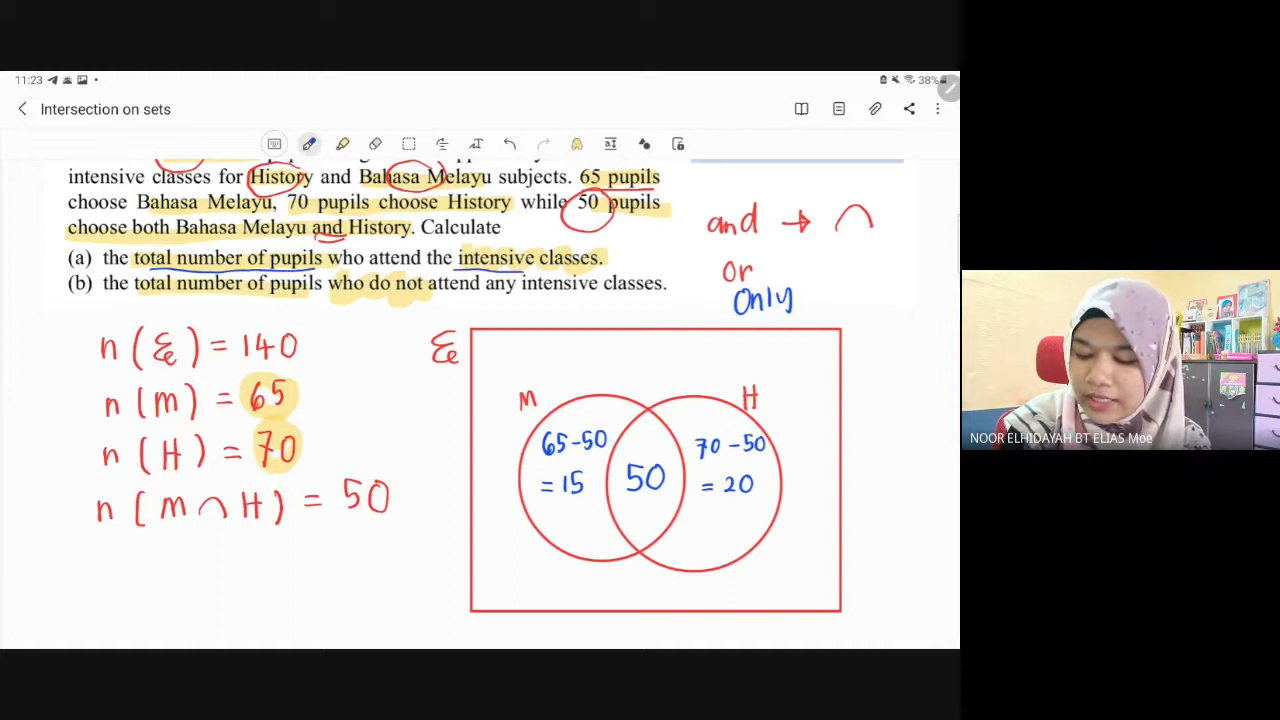 11:23
38%
Intersection on sets
intensive classes for History and Bahasa Melayu subjects. 65 pupils
choose Bahasa Melayu, 70 pupils choose History while 50 pupils
choose both Bahasa Melayu and History. Calculate
(a) the total number of pupils who attend the intensive classes.
(b) the total number of pupils who do not attend any intensive classes.
and → ∩
or
Only
n(ξ) = 140
n(M) = 65
n(H) = 70
n(M ∩ H) = 50
ξ
M
H
65-50
= 15
50
70-50
= 20
NOOR ELHIDAYAH BT ELIAS Moe